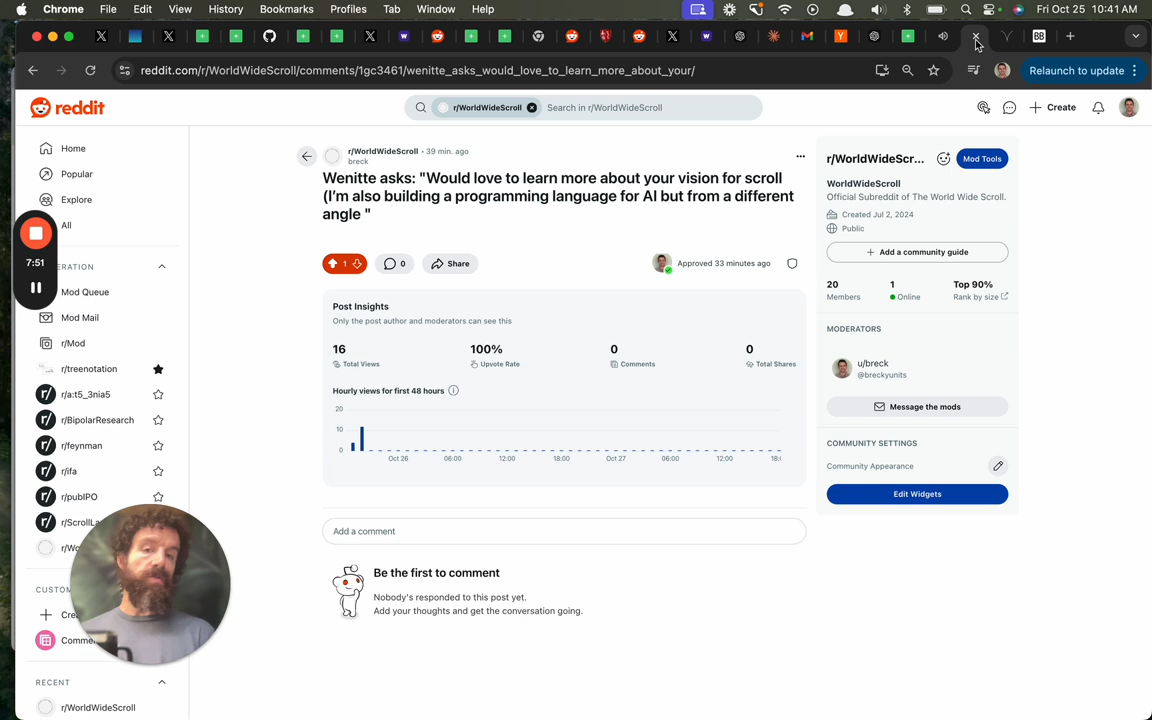 Chrome File Edit View History Bookmarks Profiles Tab Window Help Fri Oct 25 10:41 AM
reddit.com/r/WorldWideScroll/comments/1gc3461/wenitte_asks_would_love_to_learn_more_about_your/ Relaunch to update
reddit r/WorldWideScroll Search in r/WorldWideScroll Create
Home
Popular
Explore
All
7:51
ERATION
Mod Queue
Mod Mail
r/Mod
r/treenotation
r/a:t5_3nia5
r/BipolarResearch
r/feynman
r/ifa
r/pubIPO
r/ScrollLa
r/Wo
CUSTO
Crea
Comme
RECENT
r/WorldWideScroll
r/WorldWideScroll • 39 min. ago
breck
Wenitte asks: "Would love to learn more about your vision for scroll
(I'm also building a programming language for AI but from a different
angle "
1 0 Share Approved 33 minutes ago
Post Insights
Only the post author and moderators can see this
16 100% 0 0
Total Views Upvote Rate Comments Total Shares
Hourly views for first 48 hours
20
10
0
Oct 26 06:00 12:00 18:00 Oct 27 06:00 12:00 18:
Add a comment
Be the first to comment
Nobody's responded to this post yet.
Add your thoughts and get the conversation going.
r/WorldWideScr... Mod Tools
WorldWideScroll
Official Subreddit of The World Wide Scroll.
Created Jul 2, 2024
Public
Add a community guide
20 1 Top 90%
Members Online Rank by size
MODERATORS
u/breck
@breckyunits
Message the mods
COMMUNITY SETTINGS
Community Appearance
Edit Widgets